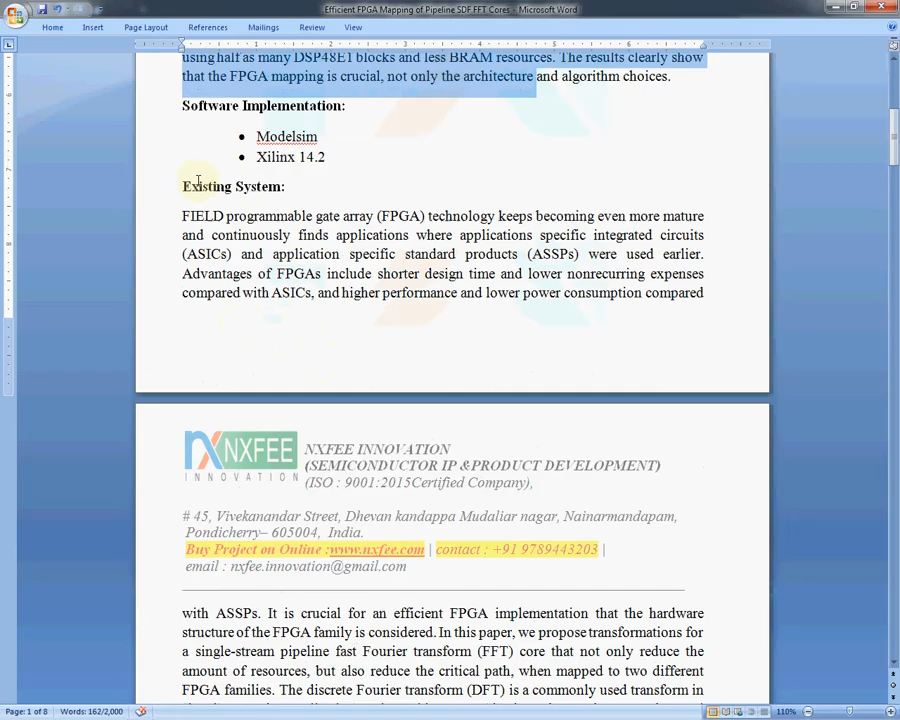 Efficient FPGA Mapping of Pipeline SDF FFT Cores - Microsoft Word
Home Insert Page Layout References Mailings Review View
using half as many DSP48E1 blocks and less BRAM resources. The results clearly show
that the FPGA mapping is crucial, not only the architecture and algorithm choices.
Software Implementation:
• Modelsim
• Xilinx 14.2
Existing System:
FIELD programmable gate array (FPGA) technology keeps becoming even more mature
and continuously finds applications where applications specific integrated circuits
(ASICs) and application specific standard products (ASSPs) were used earlier.
Advantages of FPGAs include shorter design time and lower nonrecurring expenses
compared with ASICs, and higher performance and lower power consumption compared
NXFEE
INNOVATION
NXFEE INNOVATION
(SEMICONDUCTOR IP &PRODUCT DEVELOPMENT)
(ISO : 9001:2015Certified Company),
# 45, Vivekanandar Street, Dhevan kandappa Mudaliar nagar, Nainarmandapam,
Pondicherry– 605004, India.
Buy Project on Online :www.nxfee.com | contact : +91 9789443203 |
email : nxfee.innovation@gmail.com
with ASSPs. It is crucial for an efficient FPGA implementation that the hardware
structure of the FPGA family is considered. In this paper, we propose transformations for
a single-stream pipeline fast Fourier transform (FFT) core that not only reduce the
amount of resources, but also reduce the critical path, when mapped to two different
FPGA families. The discrete Fourier transform (DFT) is a commonly used transform in
Page: 1 of 8 Words: 162/2,000 110%